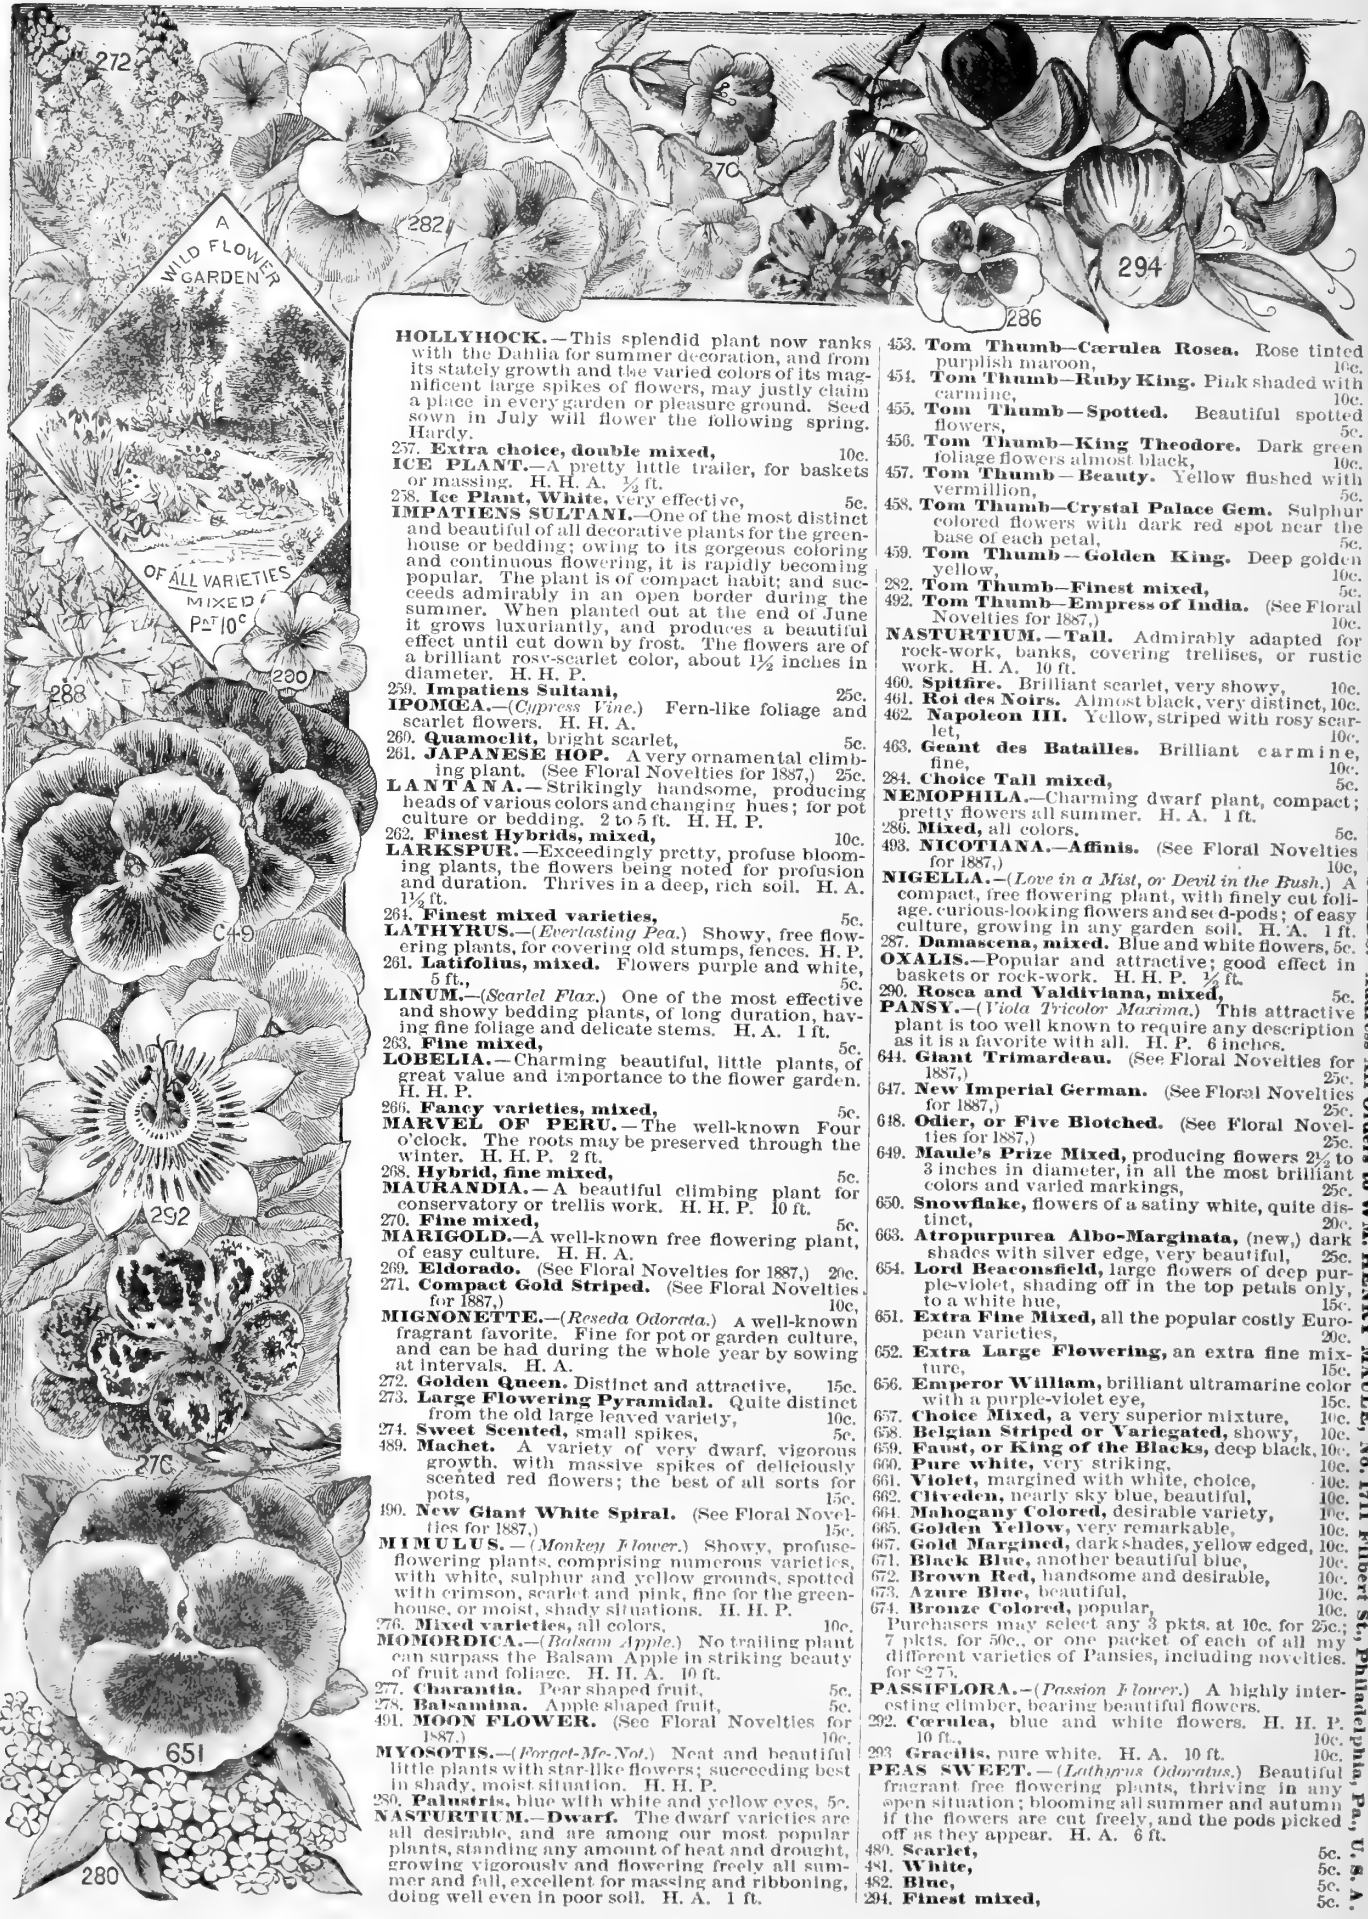 272
282
270
294
286
A
WILD FLOWER
GARDEN
OF ALL VARIETIES
MIXED
PKT 10c
290
288
649
292
276
651
280
HOLLYHOCK.—This splendid plant now ranks
with the Dahlia for summer decoration, and from
its stately growth and the varied colors of its mag-
nificent large spikes of flowers, may justly claim
a place in every garden or pleasure ground. Seed
sown in July will flower the following spring.
Hardy.
257. Extra choice, double mixed, 10c.
ICE PLANT.—A pretty little trailer, for baskets
or massing. H. H. A. ½ ft.
258. Ice Plant, White, very effective, 5c.
IMPATIENS SULTANI.—One of the most distinct
and beautiful of all decorative plants for the green-
house or bedding; owing to its gorgeous coloring
and continuous flowering, it is rapidly becoming
popular. The plant is of compact habit; and suc-
ceeds admirably in an open border during the
summer. When planted out at the end of June
it grows luxuriantly, and produces a beautiful
effect until cut down by frost. The flowers are of
a brilliant rosy-scarlet color, about 1½ inches in
diameter. H. H. P.
259. Impatiens Sultani, 25c.
IPOMŒA.—(Cypress Vine.) Fern-like foliage and
scarlet flowers. H. H. A.
260. Quamoclit, bright scarlet, 5c.
261. JAPANESE HOP. A very ornamental climb-
ing plant. (See Floral Novelties for 1887,) 25c.
LANTANA.—Strikingly handsome, producing
heads of various colors and changing hues; for pot
culture or bedding. 2 to 5 ft. H. H. P.
262. Finest Hybrids, mixed, 10c.
LARKSPUR.—Exceedingly pretty, profuse bloom-
ing plants, the flowers being noted for profusion
and duration. Thrives in a deep, rich soil. H. A.
1½ ft.
264. Finest mixed varieties, 5c.
LATHYRUS.—(Everlasting Pea.) Showy, free flow-
ering plants, for covering old stumps, fences. H. P.
261. Latifolius, mixed. Flowers purple and white,
5 ft., 5c.
LINUM.—(Scarlet Flax.) One of the most effective
and showy bedding plants, of long duration, hav-
ing fine foliage and delicate stems. H. A. 1 ft.
263. Fine mixed, 5c.
LOBELIA.—Charming beautiful, little plants, of
great value and importance to the flower garden.
H. H. P.
266. Fancy varieties, mixed, 5c.
MARVEL OF PERU.—The well-known Four
o'clock. The roots may be preserved through the
winter. H. H. P. 2 ft.
268. Hybrid, fine mixed, 5c.
MAURANDIA.—A beautiful climbing plant for
conservatory or trellis work. H. H. P. 10 ft.
270. Fine mixed, 5c.
MARIGOLD.—A well-known free flowering plant,
of easy culture. H. H. A.
269. Eldorado. (See Floral Novelties for 1887,) 20c.
271. Compact Gold Striped. (See Floral Novelties
for 1887,) 10c,
MIGNONETTE.—(Reseda Odorata.) A well-known
fragrant favorite. Fine for pot or garden culture,
and can be had during the whole year by sowing
at intervals. H. A.
272. Golden Queen. Distinct and attractive, 15c.
273. Large Flowering Pyramidal. Quite distinct
from the old large leaved variety, 10c.
274. Sweet Scented, small spikes, 5c.
489. Machet. A variety of very dwarf, vigorous
growth, with massive spikes of deliciously
scented red flowers; the best of all sorts for
pots, 15c.
490. New Giant White Spiral. (See Floral Novel-
ties for 1887,) 15c.
MIMULUS.—(Monkey Flower.) Showy, profuse-
flowering plants, comprising numerous varieties,
with white, sulphur and yellow grounds, spotted
with crimson, scarlet and pink, fine for the green-
house, or moist, shady situations. H. H. P.
276. Mixed varieties, all colors, 10c.
MOMORDICA.—(Balsam Apple.) No trailing plant
can surpass the Balsam Apple in striking beauty
of fruit and foliage. H. H. A. 10 ft.
277. Charantia. Pear shaped fruit, 5c.
278. Balsamina. Apple shaped fruit, 5c.
491. MOON FLOWER. (See Floral Novelties for
1887.) 10c.
MYOSOTIS.—(Forget-Me-Not.) Neat and beautiful
little plants with star-like flowers; succeeding best
in shady, moist situation. H. H. P.
280. Palustris, blue with white and yellow eyes, 5c.
NASTURTIUM.—Dwarf. The dwarf varieties are
all desirable, and are among our most popular
plants, standing any amount of heat and drought,
growing vigorously and flowering freely all sum-
mer and fall, excellent for massing and ribboning,
doing well even in poor soil. H. A. 1 ft.
453. Tom Thumb—Cærulea Rosea. Rose tinted
purplish maroon, 10c.
454. Tom Thumb—Ruby King. Pink shaded with
carmine, 10c.
455. Tom Thumb—Spotted. Beautiful spotted
flowers, 5c.
456. Tom Thumb—King Theodore. Dark green
foliage flowers almost black, 10c.
457. Tom Thumb—Beauty. Yellow flushed with
vermillion, 5c.
458. Tom Thumb—Crystal Palace Gem. Sulphur
colored flowers with dark red spot near the
base of each petal, 5c.
459. Tom Thumb—Golden King. Deep golden
yellow, 10c.
282. Tom Thumb—Finest mixed, 5c.
492. Tom Thumb—Empress of India. (See Floral
Novelties for 1887,) 10c.
NASTURTIUM.—Tall. Admirably adapted for
rock-work, banks, covering trellises, or rustic
work. H. A. 10 ft.
460. Spitfire. Brilliant scarlet, very showy, 10c.
461. Roi des Noirs. Almost black, very distinct, 10c.
462. Napoleon III. Yellow, striped with rosy scar-
let, 10c.
463. Geant des Batailles. Brilliant carmine,
fine, 10c.
284. Choice Tall mixed, 5c.
NEMOPHILA.—Charming dwarf plant, compact;
pretty flowers all summer. H. A. 1 ft.
286. Mixed, all colors. 5c.
493. NICOTIANA.—Affinis. (See Floral Novelties
for 1887,) 10c,
NIGELLA.—(Love in a Mist, or Devil in the Bush.) A
compact, free flowering plant, with finely cut foli-
age, curious-looking flowers and seed-pods; of easy
culture, growing in any garden soil. H. A. 1 ft.
287. Damascena, mixed. Blue and white flowers, 5c.
OXALIS.—Popular and attractive; good effect in
baskets or rock-work. H. H. P. ½ ft.
290. Rosea and Valdiviana, mixed, 5c.
PANSY.—(Viola Tricolor Maxima.) This attractive
plant is too well known to require any description
as it is a favorite with all. H. P. 6 inches.
644. Giant Trimardeau. (See Floral Novelties for
1887,) 25c.
647. New Imperial German. (See Floral Novelties
for 1887,) 25c.
648. Odier, or Five Blotched. (See Floral Novel-
ties for 1887,) 25c.
649. Maule's Prize Mixed, producing flowers 2½ to
3 inches in diameter, in all the most brilliant
colors and varied markings, 25c.
650. Snowflake, flowers of a satiny white, quite dis-
tinct, 20c.
663. Atropurpurea Albo-Marginata, (new,) dark
shades with silver edge, very beautiful, 25c.
654. Lord Beaconsfield, large flowers of deep pur-
ple-violet, shading off in the top petals only,
to a white hue, 15c.
651. Extra Fine Mixed, all the popular costly Euro-
pean varieties, 20c.
652. Extra Large Flowering, an extra fine mix-
ture, 15c.
656. Emperor William, brilliant ultramarine color
with a purple-violet eye, 15c.
657. Choice Mixed, a very superior mixture, 10c.
658. Belgian Striped or Variegated, showy, 10c.
659. Faust, or King of the Blacks, deep black, 10c.
660. Pure white, very striking, 10c.
661. Violet, margined with white, choice, 10c.
662. Cliveden, nearly sky blue, beautiful, 10c.
664. Mahogany Colored, desirable variety, 10c.
665. Golden Yellow, very remarkable, 10c.
667. Gold Margined, dark shades, yellow edged, 10c.
671. Black Blue, another beautiful blue, 10c.
672. Brown Red, handsome and desirable, 10c.
673. Azure Blue, beautiful, 10c.
674. Bronze Colored, popular, 10c.
Purchasers may select any 3 pkts. at 10c. for 25c.;
7 pkts. for 50c., or one packet of each of all my
different varieties of Pansies, including novelties.
for $2 75.
PASSIFLORA.—(Passion Flower.) A highly inter-
esting climber, bearing beautiful flowers.
292. Cœrulea, blue and white flowers. H. H. P.
10 ft., 10c.
293 Gracilis, pure white. H. A. 10 ft. 10c.
PEAS SWEET.—(Lathyrus Odoratus.) Beautiful
fragrant free flowering plants, thriving in any
open situation; blooming all summer and autumn
if the flowers are cut freely, and the pods picked
off as they appear. H. A. 6 ft.
480. Scarlet, 5c.
481. White, 5c.
482. Blue, 5c.
294. Finest mixed, 5c.
Filbert St., Philadelphia, Pa., U. S. A.